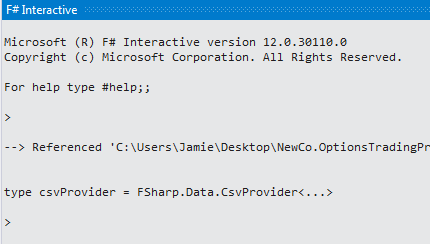 F# Interactive
Microsoft (R) F# Interactive version 12.0.30110.0
Copyright (c) Microsoft Corporation. All Rights Reserved.
For help type #help;;
>
--> Referenced 'C:\Users\Jamie\Desktop\NewCo.OptionsTradingPr
type csvProvider = FSharp.Data.CsvProvider<...>
>